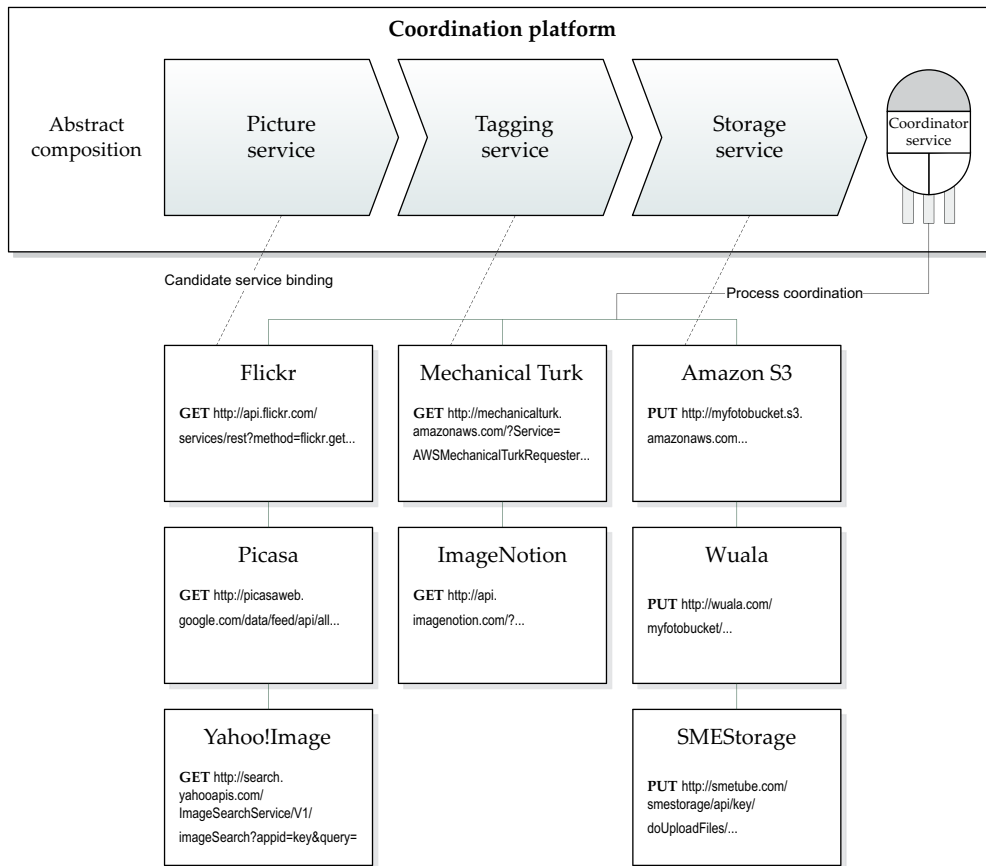 Coordination platform
Abstract
composition
Picture
service
Tagging
service
Storage
service
Coordinator
service
Candidate service binding
Process coordination
Flickr
GET http://api.flickr.com/
services/rest?method=flickr.get...
Mechanical Turk
GET http://mechanicalturk.
amazonaws.com/?Service=
AWSMechanicalTurkRequester...
Amazon S3
PUT http://myfotobucket.s3.
amazonaws.com...
Picasa
GET http://picasaweb.
google.com/data/feed/api/all...
ImageNotion
GET http://api.
imagenotion.com/?...
Wuala
PUT http://wuala.com/
myfotobucket/...
Yahoo!Image
GET http://search.
yahooapis.com/
ImageSearchService/V1/
imageSearch?appid=key&query=
SMEStorage
PUT http://smetube.com/
smestorage/api/key/
doUploadFiles/...